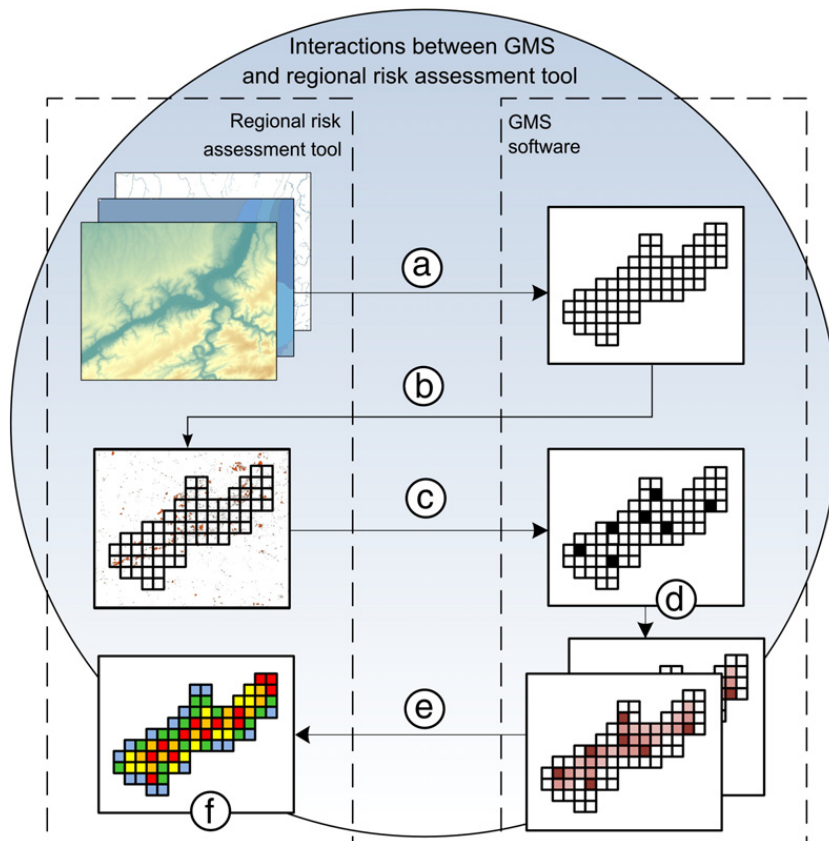 Interactions between GMS
and regional risk assessment tool
Regional risk
assessment tool
GMS
software
a
b
c
d
e
f